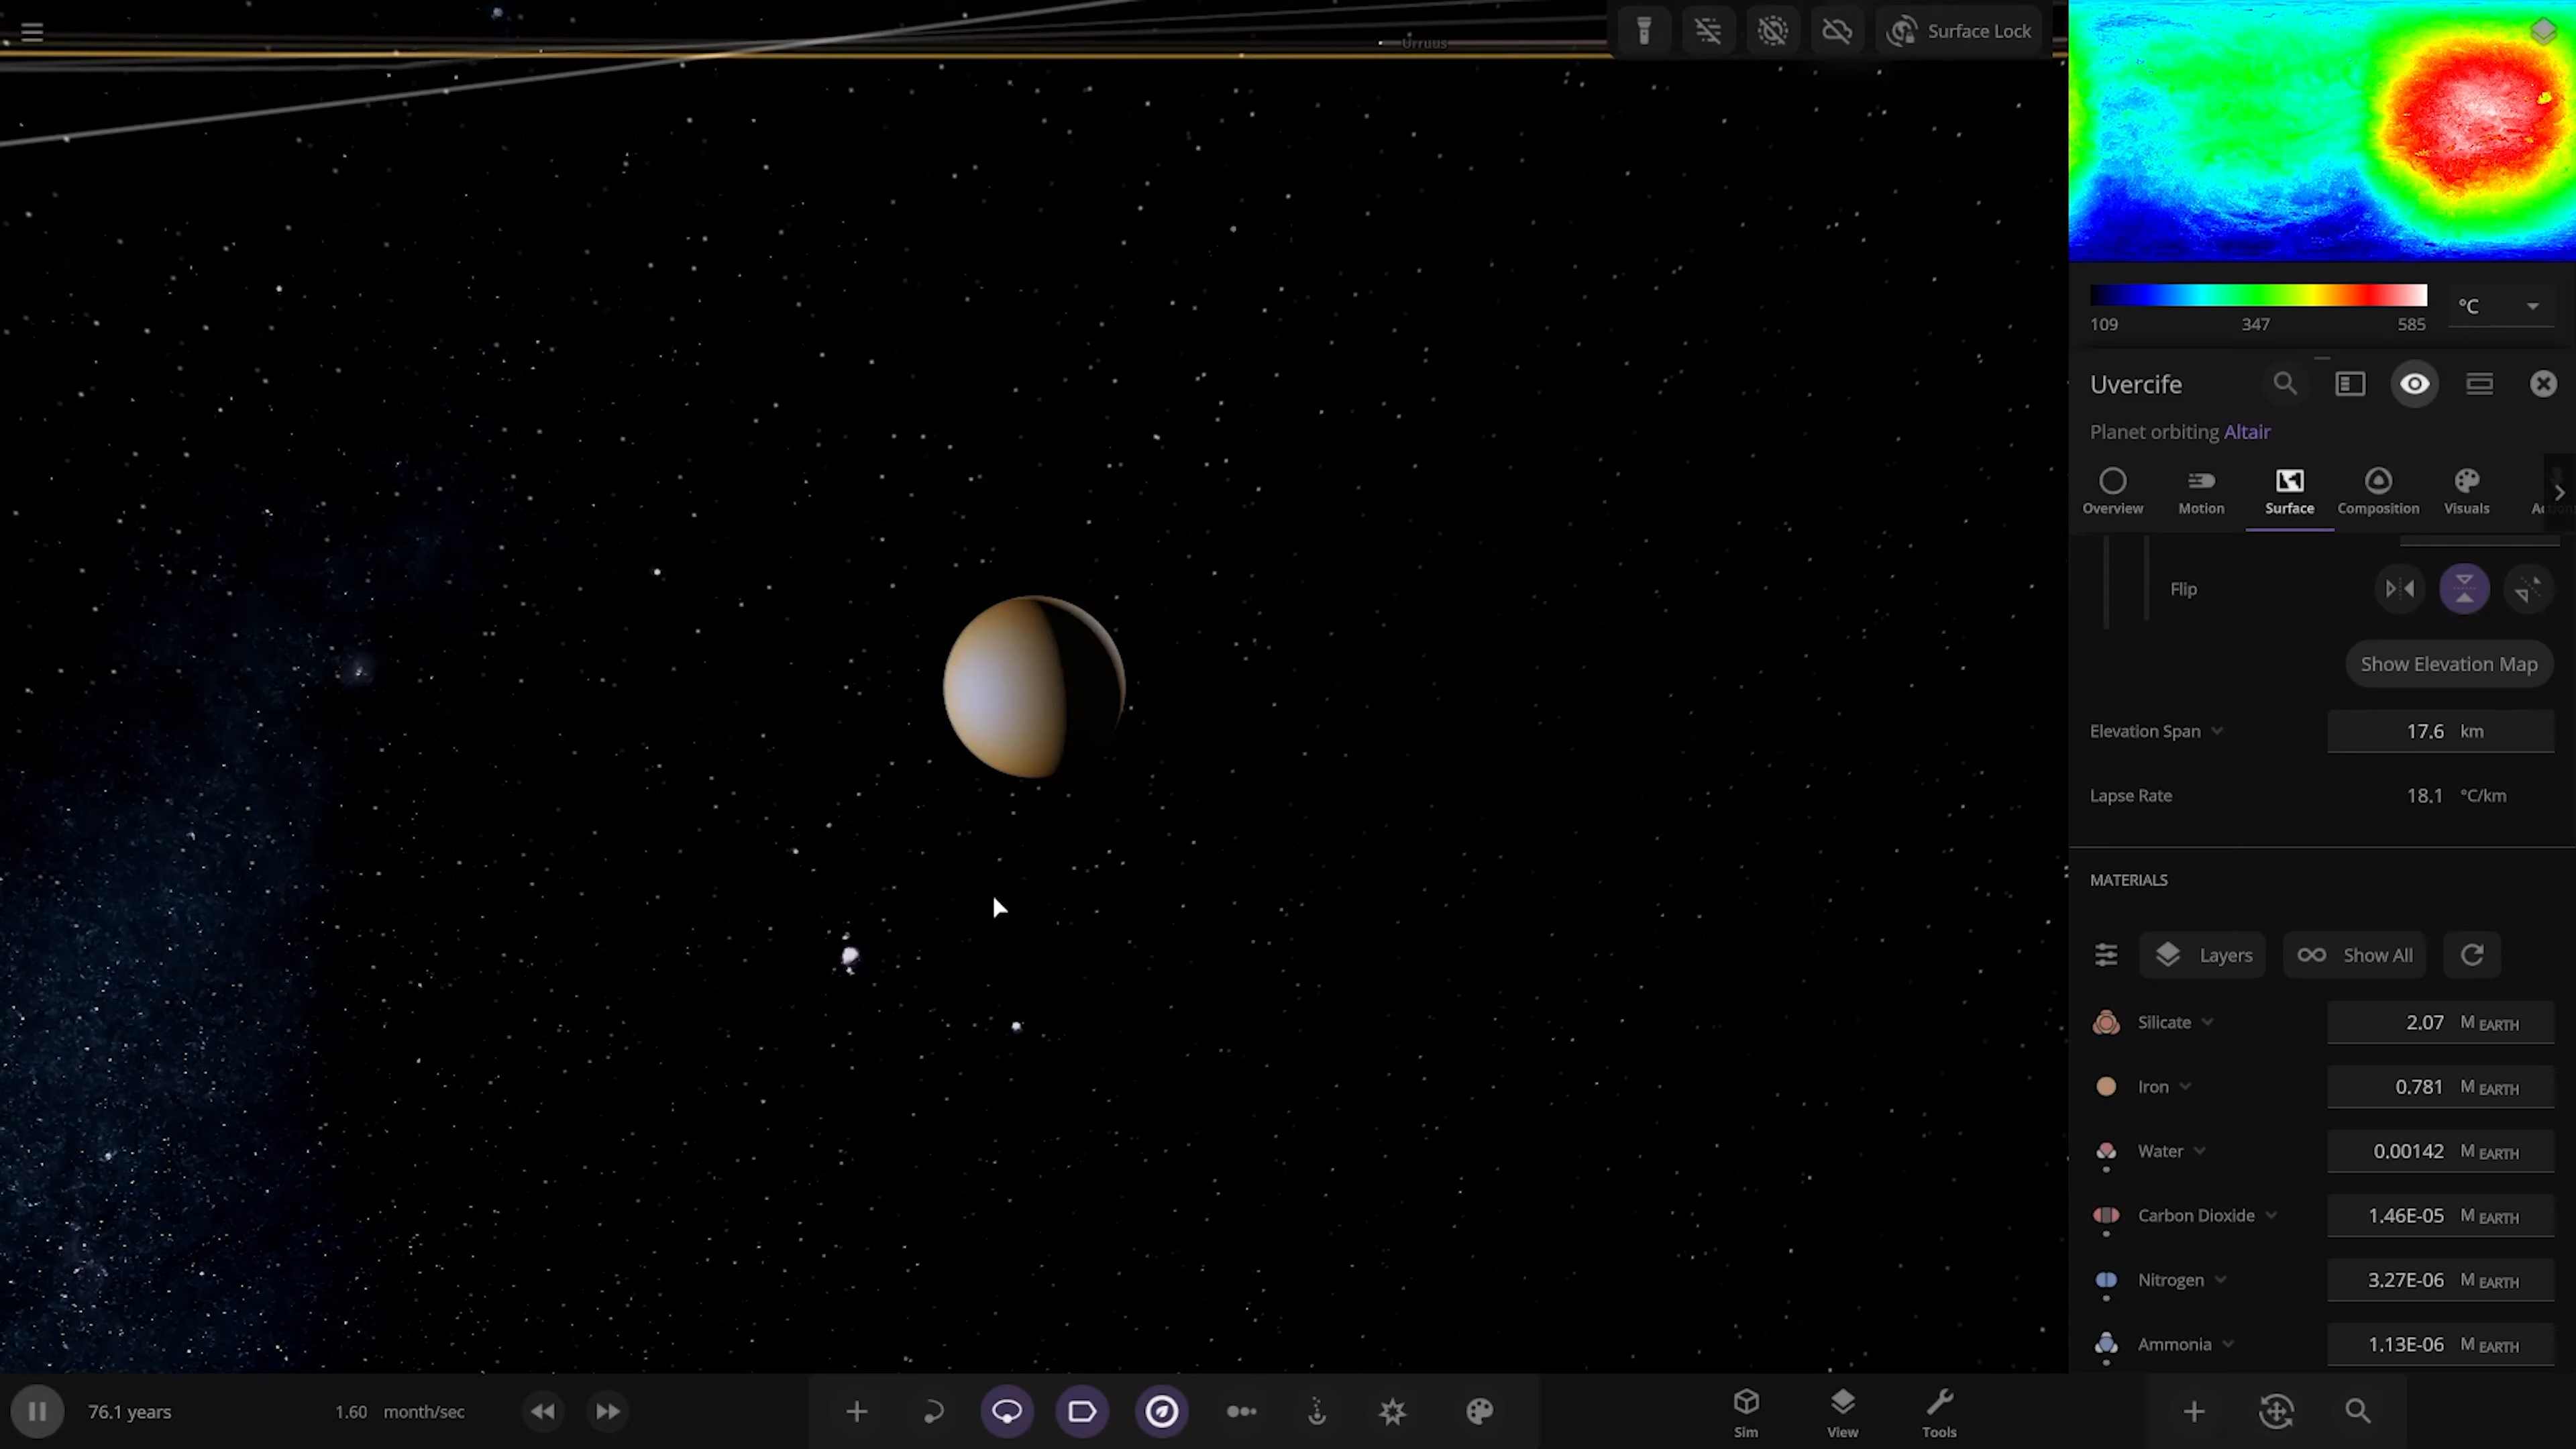 Urruus
Surface Lock
109 347 585
°C
Uvercife
Planet orbiting Altair
Overview Motion Surface Composition Visuals
Flip
Show Elevation Map
Elevation Span 17.6 km
Lapse Rate 18.1 °C/km
MATERIALS
Layers Show All
Silicate 2.07 M EARTH
Iron 0.781 M EARTH
Water 0.00142 M EARTH
Carbon Dioxide 1.46E-05 M EARTH
Nitrogen 3.27E-06 M EARTH
Ammonia 1.13E-06 M EARTH
76.1 years 1.60 month/sec
Sim View Tools